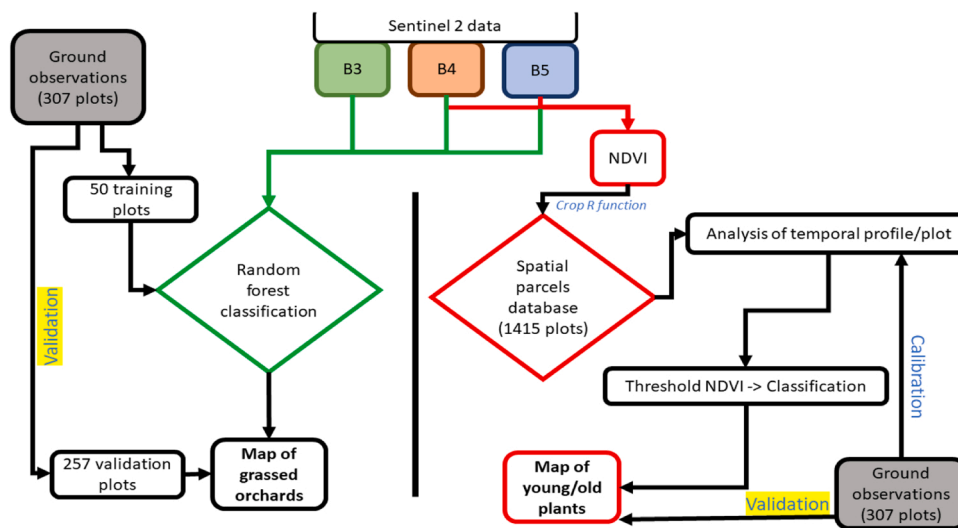 Sentinel 2 data
B3
B4
B5
Ground
observations
(307 plots)
NDVI
50 training
plots
Crop R function
Analysis of temporal profile/plot
Random
forest
classification
Spatial
parcels
database
(1415 plots)
Validation
Calibration
Threshold NDVI -> Classification
257 validation
plots
Map of
grassed
orchards
Map of
young/old
plants
Validation
Ground
observations
(307 plots)